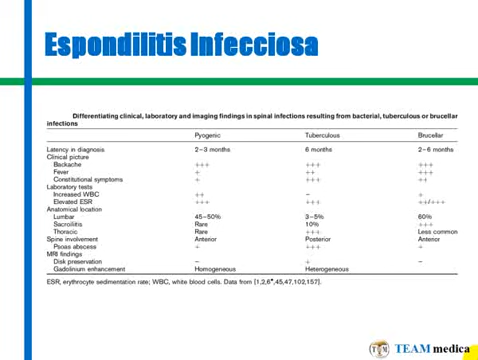 Espondilitis Infecciosa
Differentiating clinical, laboratory and imaging findings in spinal infections resulting from bacterial, tuberculous or brucellar
infections
Pyogenic Tuberculous Brucellar
Latency in diagnosis 2–3 months 6 months 2–6 months
Clinical picture
Backache +++ +++ +++
Fever + ++ +++
Constitutional symptoms + +++ ++
Laboratory tests
Increased WBC ++ – +
Elevated ESR +++ +++ ++/+++
Anatomical location
Lumbar 45–50% 3–5% 60%
Sacroiliitis Rare 10% +++
Thoracic Rare +++ Less common
Spine involvement Anterior Posterior Anterior
Psoas abscess + +++ +
MRI findings
Disk preservation – + –
Gadolinium enhancement Homogeneous Heterogeneous
ESR, erythrocyte sedimentation rate; WBC, white blood cells. Data from [1,2,6*,45,47,102,157].
TEAM medica